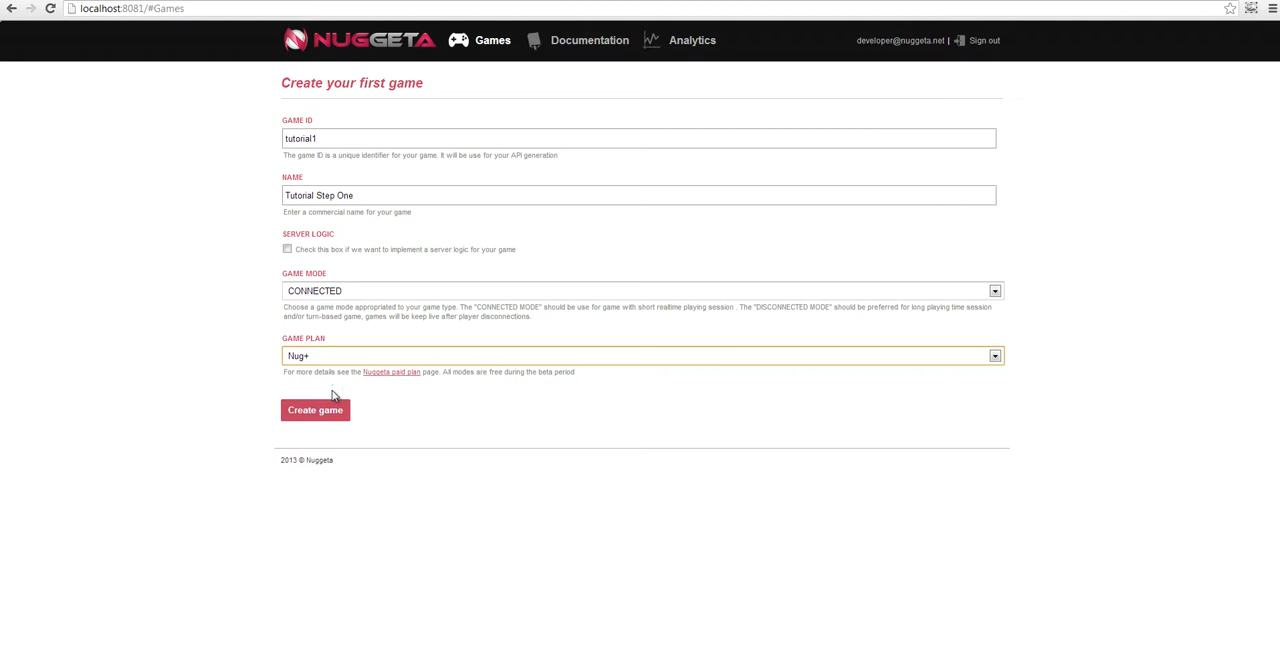 localhost:8081/#Games
NUGGETA Games Documentation Analytics developer@nuggeta.net | Sign out
Create your first game
GAME ID
tutorial1
The game ID is a unique identifier for your game. It will be use for your API generation
NAME
Tutorial Step One
Enter a commercial name for your game
SERVER LOGIC
Check this box if we want to implement a server logic for your game
GAME MODE
CONNECTED
Choose a game mode appropriated to your game type. The "CONNECTED MODE" should be use for game with short realtime playing session . The "DISCONNECTED MODE" should be preferred for long playing time session
and/or turn-based game, games will be keep live after player disconnections.
GAME PLAN
Nug+
For more details see the Nuggeta paid plan page. All modes are free during the beta period
Create game
2013 © Nuggeta